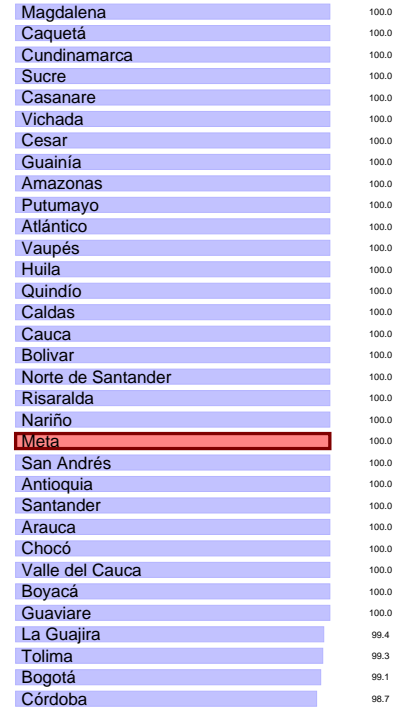 Magdalena 100.0
Caquetá 100.0
Cundinamarca 100.0
Sucre 100.0
Casanare 100.0
Vichada 100.0
Cesar 100.0
Guainía 100.0
Amazonas 100.0
Putumayo 100.0
Atlántico 100.0
Vaupés 100.0
Huila 100.0
Quindío 100.0
Caldas 100.0
Cauca 100.0
Bolivar 100.0
Norte de Santander 100.0
Risaralda 100.0
Nariño 100.0
Meta 100.0
San Andrés 100.0
Antioquia 100.0
Santander 100.0
Arauca 100.0
Chocó 100.0
Valle del Cauca 100.0
Boyacá 100.0
Guaviare 100.0
La Guajira 99.4
Tolima 99.3
Bogotá 99.1
Córdoba 98.7